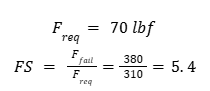 F_req = 70 lbf
FS = F_fail / F_req = 380 / 310 = 5.4